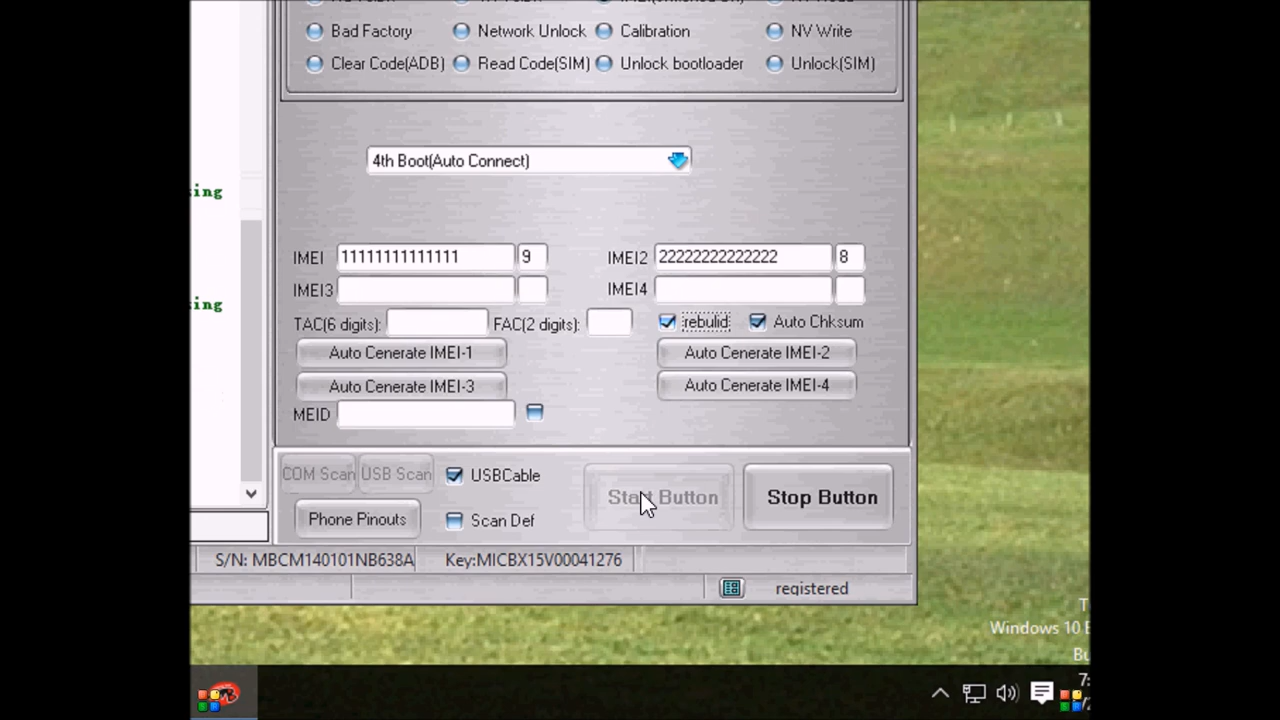 Bad Factory Network Unlock Calibration NV Write
Clear Code(ADB) Read Code(SIM) Unlock bootloader Unlock(SIM)
4th Boot(Auto Connect)
ing
IMEI 11111111111111 9 IMEI2 22222222222222 8
IMEI3 IMEI4
ing
TAC(6 digits): FAC(2 digits): rebulid Auto Chksum
Auto Cenerate IMEI-1 Auto Cenerate IMEI-2
Auto Cenerate IMEI-3 Auto Cenerate IMEI-4
MEID
COM Scan USB Scan USBCable
Start Button Stop Button
Phone Pinouts Scan Def
S/N: MBCM140101NB638A Key:MICBX15V00041276
registered
Windows 10